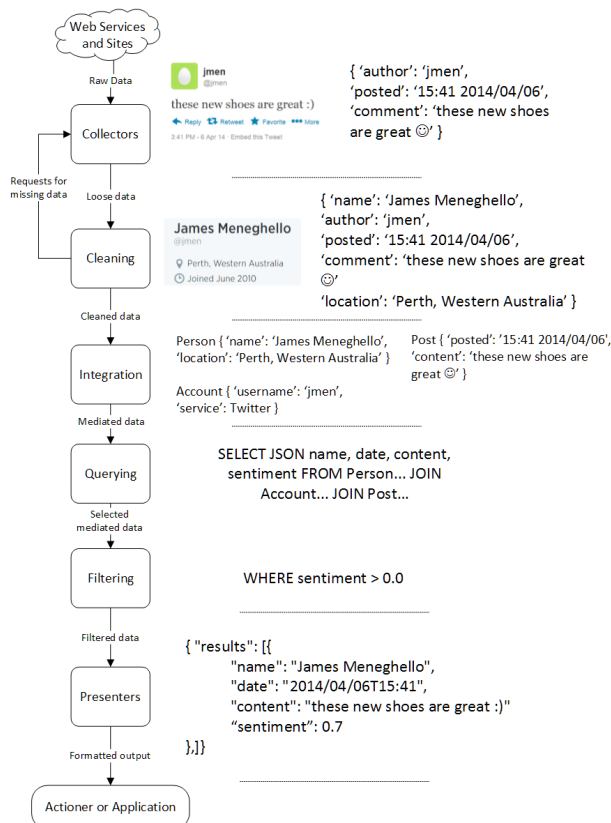 Web Services
and Sites
Raw Data
Collectors
jmen
@jmen
these new shoes are great :)
Reply Retweet Favorite More
3:41 PM - 6 Apr 14 · Embed this Tweet
{ ‘author’: ‘jmen’,
‘posted’: ‘15:41 2014/04/06’,
‘comment’: ‘these new shoes
are great ☺’ }
Requests for
missing data
Loose data
Cleaning
James Meneghello
@jmen
Perth, Western Australia
Joined June 2010
{ ‘name’: ‘James Meneghello’,
‘author’: ‘jmen’,
‘posted’: ‘15:41 2014/04/06’,
‘comment’: ‘these new shoes are great
☺’
‘location’: ‘Perth, Western Australia’ }
Cleaned data
Integration
Person { ‘name’: ‘James Meneghello’,
‘location’: ‘Perth, Western Australia’ }
Account { ‘username’: ‘jmen’,
‘service’: Twitter }
Post { ‘posted’: ‘15:41 2014/04/06’,
‘content’: ‘these new shoes are
great ☺’ }
Mediated data
Querying
SELECT JSON name, date, content,
sentiment FROM Person... JOIN
Account... JOIN Post...
Selected
mediated data
Filtering
WHERE sentiment > 0.0
Filtered data
Presenters
{ "results": [{
"name": "James Meneghello",
"date": "2014/04/06T15:41",
"content": "these new shoes are great :)"
“sentiment”: 0.7
},]}
Formatted output
Actioner or Application